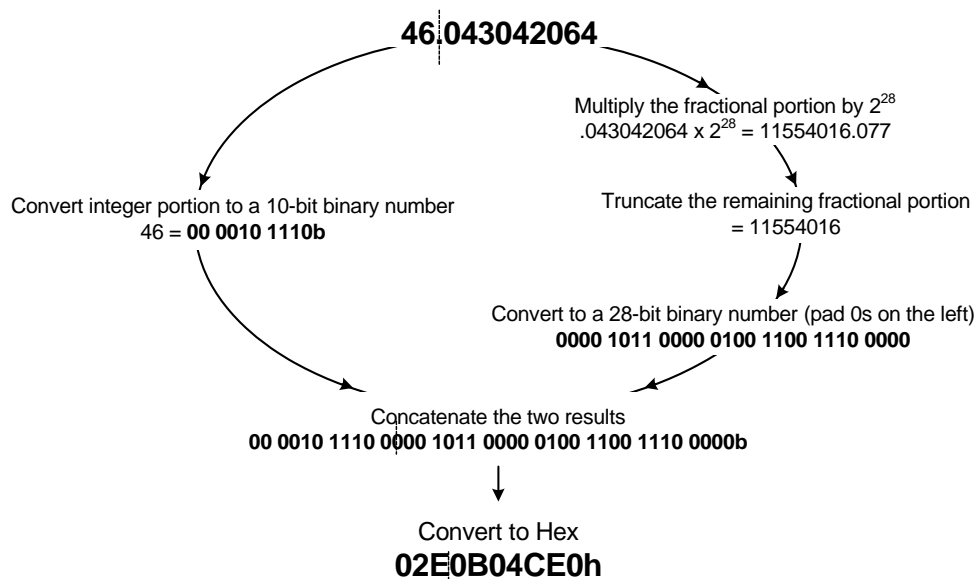 46.043042064
Multiply the fractional portion by 2^28
.043042064 x 2^28 = 11554016.077
Convert integer portion to a 10-bit binary number
46 = 00 0010 1110b
Truncate the remaining fractional portion
= 11554016
Convert to a 28-bit binary number (pad 0s on the left)
0000 1011 0000 0100 1100 1110 0000
Concatenate the two results
00 0010 1110 0000 1011 0000 0100 1100 1110 0000b
Convert to Hex
02E0B04CE0h